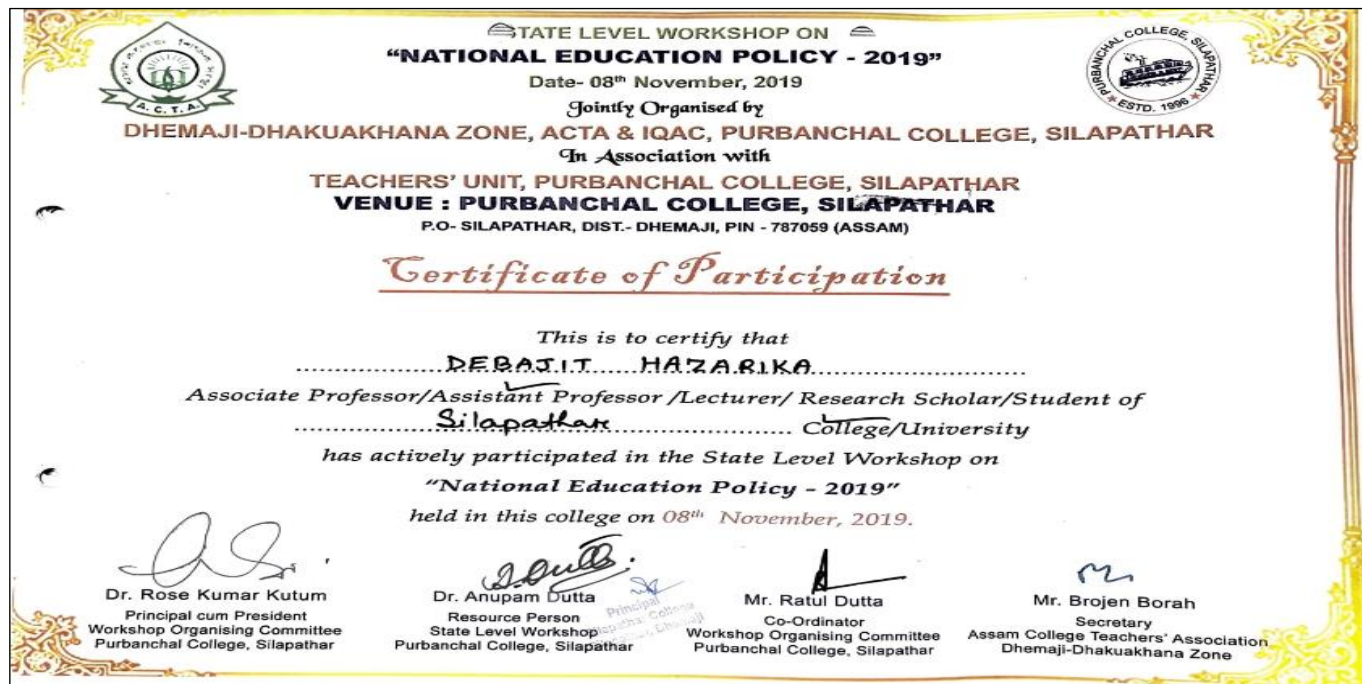 STATE LEVEL WORKSHOP ON
"NATIONAL EDUCATION POLICY - 2019"
Date- 08th November, 2019
Jointly Organised by
DHEMAJI-DHAKUAKHANA ZONE, ACTA & IQAC, PURBANCHAL COLLEGE, SILAPATHAR
In Association with
TEACHERS' UNIT, PURBANCHAL COLLEGE, SILAPATHAR
VENUE : PURBANCHAL COLLEGE, SILAPATHAR
P.O- SILAPATHAR, DIST.- DHEMAJI, PIN - 787059 (ASSAM)
A.C.T.A.
PURBANCHAL COLLEGE, SILAPATHAR
ESTD. 1996
Certificate of Participation
This is to certify that
DEBAJIT HAZARIKA
Associate Professor/Assistant Professor /Lecturer/ Research Scholar/Student of
Silapathar College/University
has actively participated in the State Level Workshop on
"National Education Policy - 2019"
held in this college on 08th November, 2019.
Dr. Rose Kumar Kutum
Principal cum President
Workshop Organising Committee
Purbanchal College, Silapathar
Dr. Anupam Dutta
Resource Person
State Level Workshop
Purbanchal College, Silapathar
Principal
Mr. Ratul Dutta
Co-Ordinator
Workshop Organising Committee
Purbanchal College, Silapathar
Mr. Brojen Borah
Secretary
Assam College Teachers' Association
Dhemaji-Dhakuakhana Zone